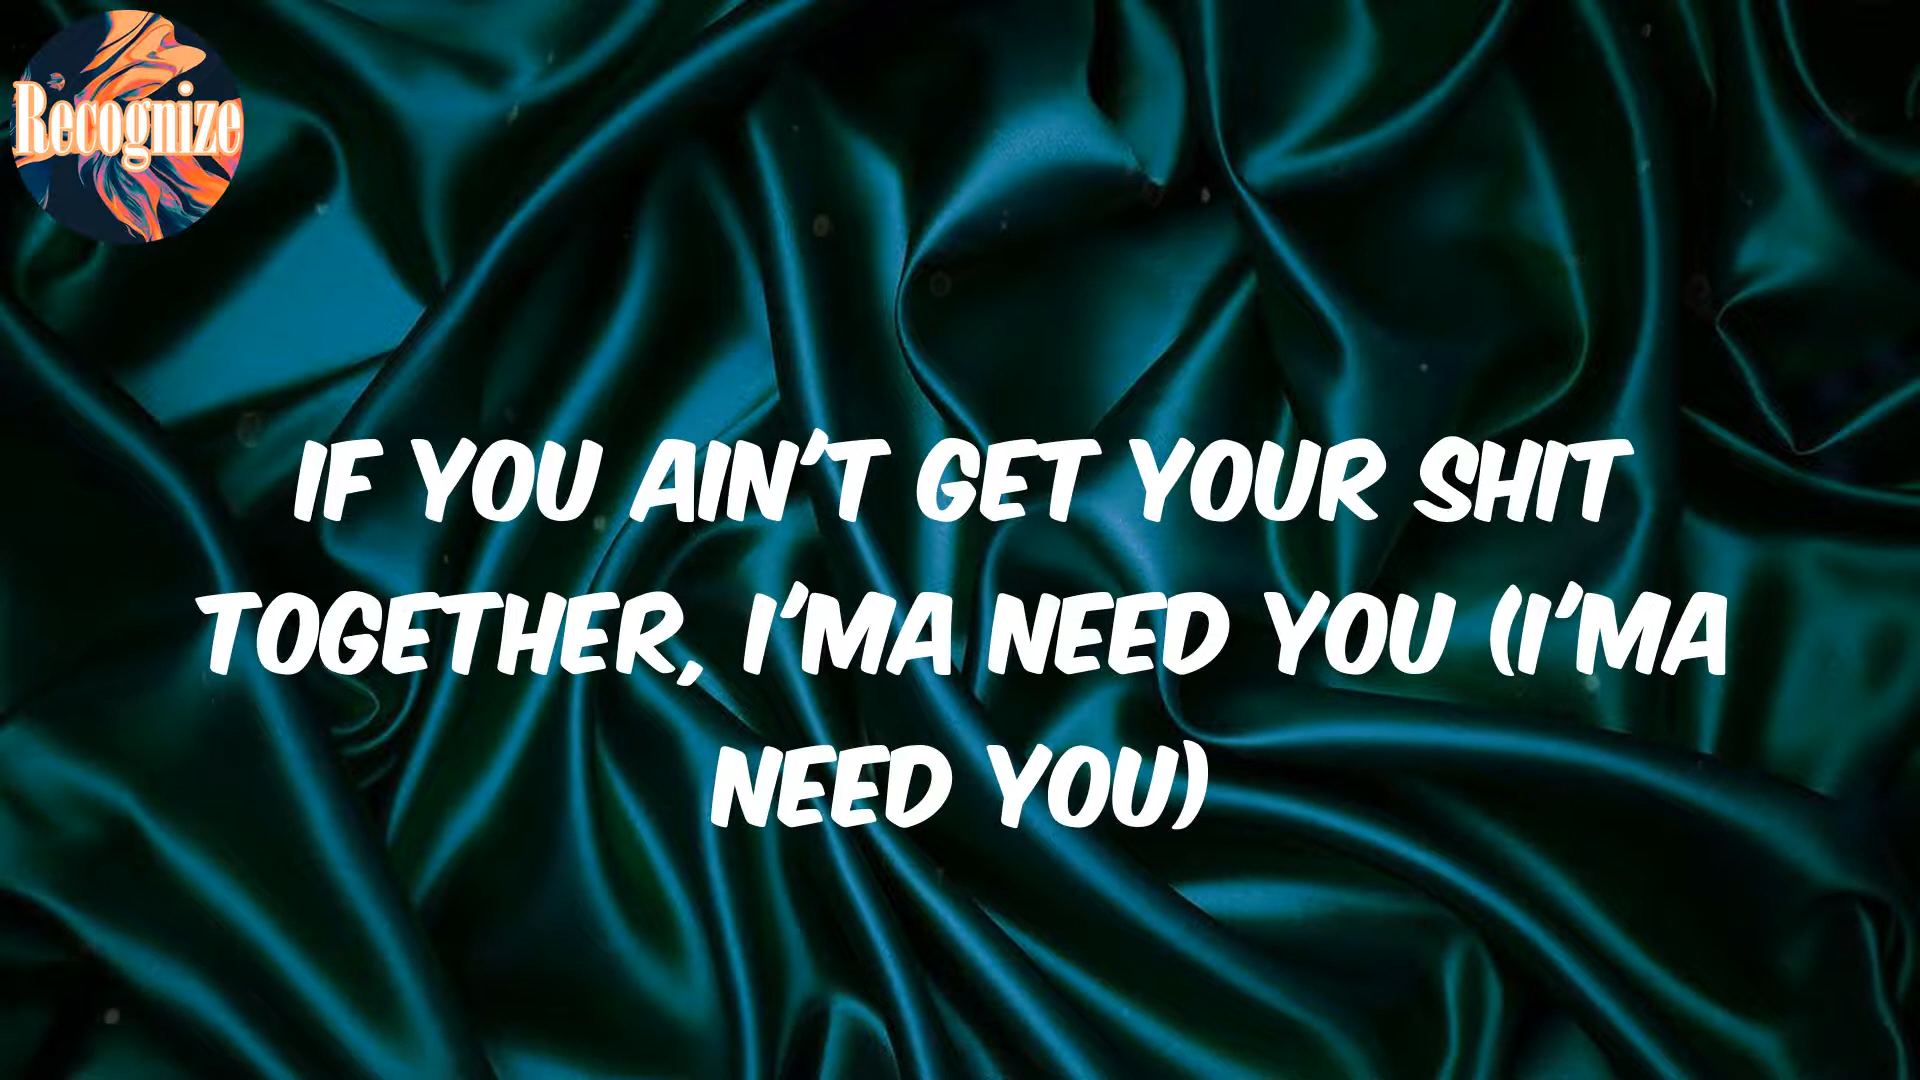 Recognize
IF YOU AIN'T GET YOUR SHIT
TOGETHER, I'MA NEED YOU (I'MA
NEED YOU)